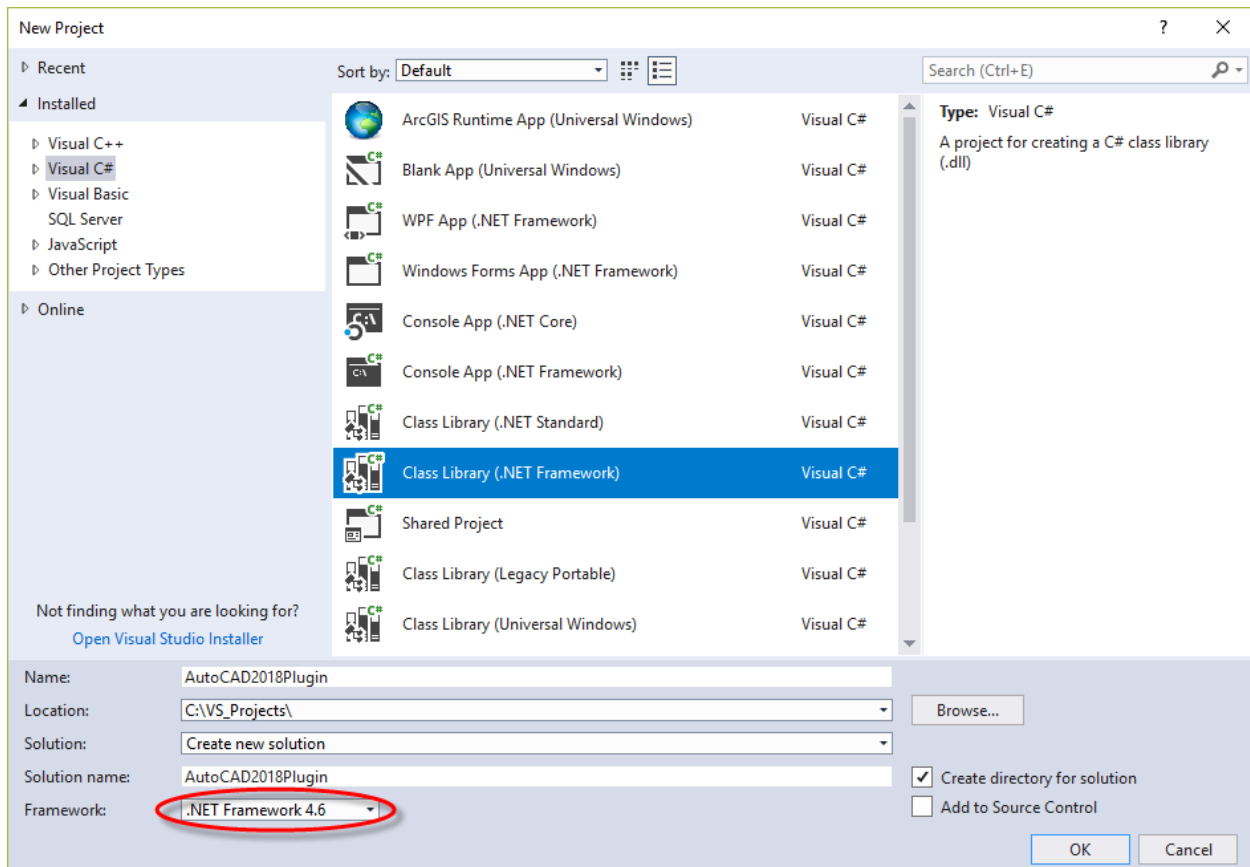 New Project
?
Recent
Sort by: Default
Search (Ctrl+E)
Installed
Visual C++
Visual C#
Visual Basic
SQL Server
JavaScript
Other Project Types
Online
Not finding what you are looking for?
Open Visual Studio Installer
ArcGIS Runtime App (Universal Windows) Visual C#
Blank App (Universal Windows) Visual C#
WPF App (.NET Framework) Visual C#
Windows Forms App (.NET Framework) Visual C#
Console App (.NET Core) Visual C#
Console App (.NET Framework) Visual C#
Class Library (.NET Standard) Visual C#
Class Library (.NET Framework) Visual C#
Shared Project Visual C#
Class Library (Legacy Portable) Visual C#
Class Library (Universal Windows) Visual C#
Type: Visual C#
A project for creating a C# class library
(.dll)
Name: AutoCAD2018Plugin
Location: C:\VS_Projects\ Browse...
Solution: Create new solution
Solution name: AutoCAD2018Plugin Create directory for solution
Framework: .NET Framework 4.6 Add to Source Control
OK Cancel